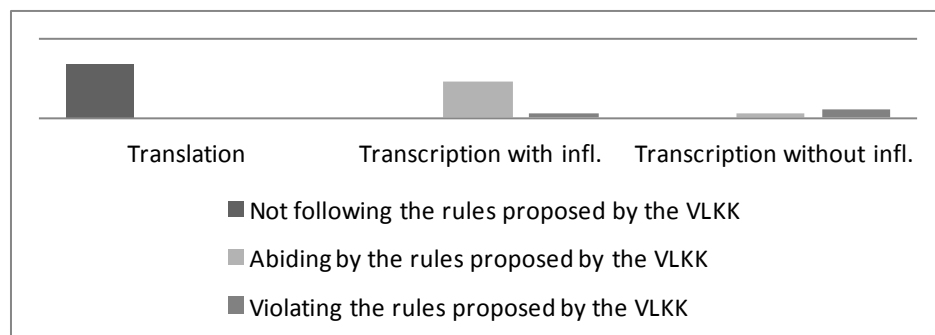 Translation Transcription with infl. Transcription without infl.
Not following the rules proposed by the VLKK
Abiding by the rules proposed by the VLKK
Violating the rules proposed by the VLKK